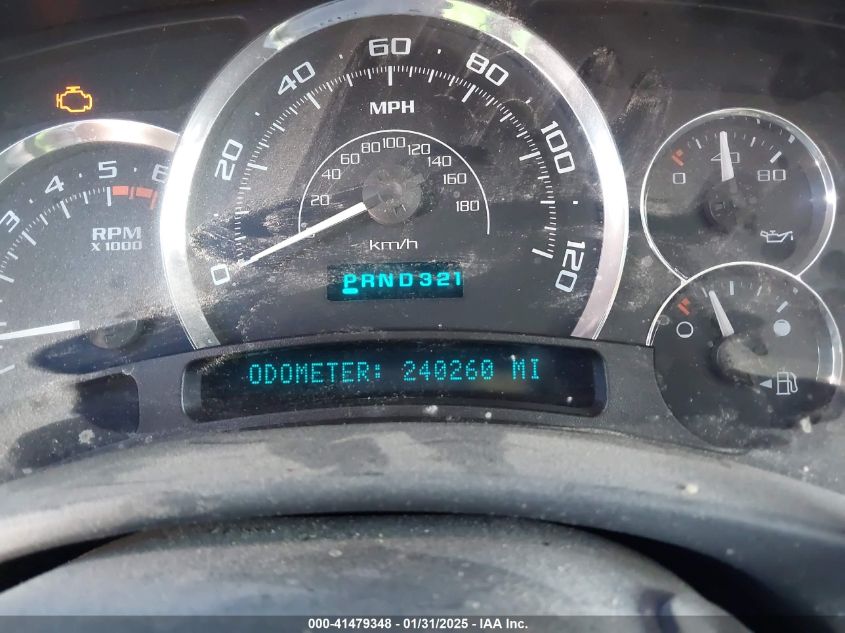 3 4 5 6
RPM
X 1000
0 20 40 60 80 100 120
MPH
20 40 60 80 100 120 140 160 180
km/h
PRND321
ODOMETER: 240260 MI
0 40 80
000-41479348 - 01/31/2025 - IAA Inc.